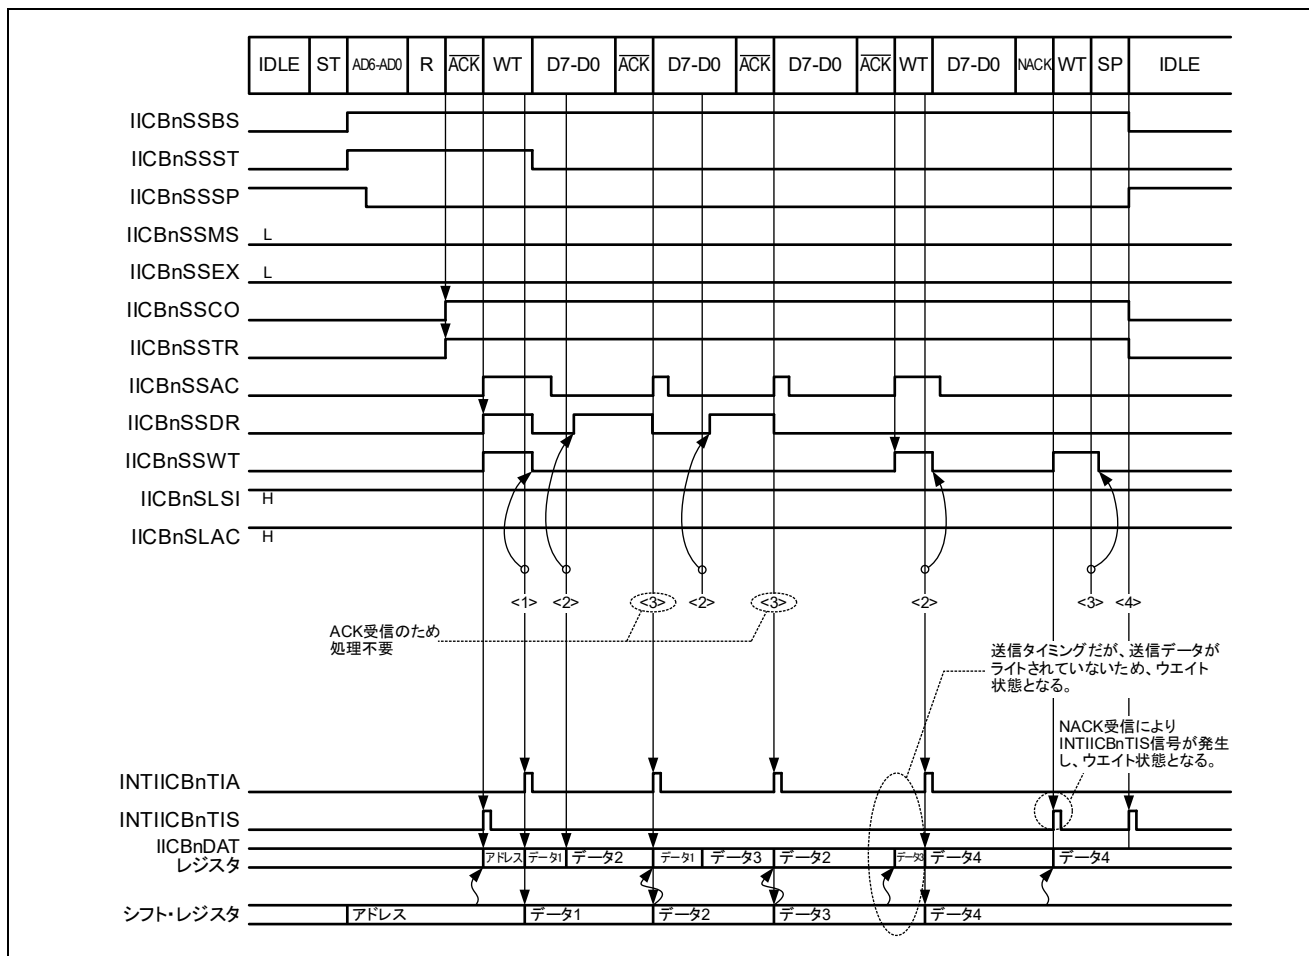 IDLE ST AD6-AD0 R ACK WT D7-D0 ACK D7-D0 ACK D7-D0 ACK WT D7-D0 NACK WT SP IDLE
IICBnSSBS
IICBnSSST
IICBnSSSP
IICBnSSMS L
IICBnSSEX L
IICBnSSCO
IICBnSSTR
IICBnSSAC
IICBnSSDR
IICBnSSWT
IICBnSLSI H
IICBnSLAC H
<1> <2> <3> <2> <3> <2> <3> <4>
ACK受信のため
処理不要
送信タイミングだが、送信データが
ライトされていないため、ウエイト
状態となる。
NACK受信により
INTIICBnTIS信号が発生
し、ウエイト状態となる。
INTIICBnTIA
INTIICBnTIS
IICBnDAT
レジスタ
アドレス データ1 データ2 データ1 データ3 データ2 データ3 データ4 データ4
シフト・レジスタ アドレス データ1 データ2 データ3 データ4